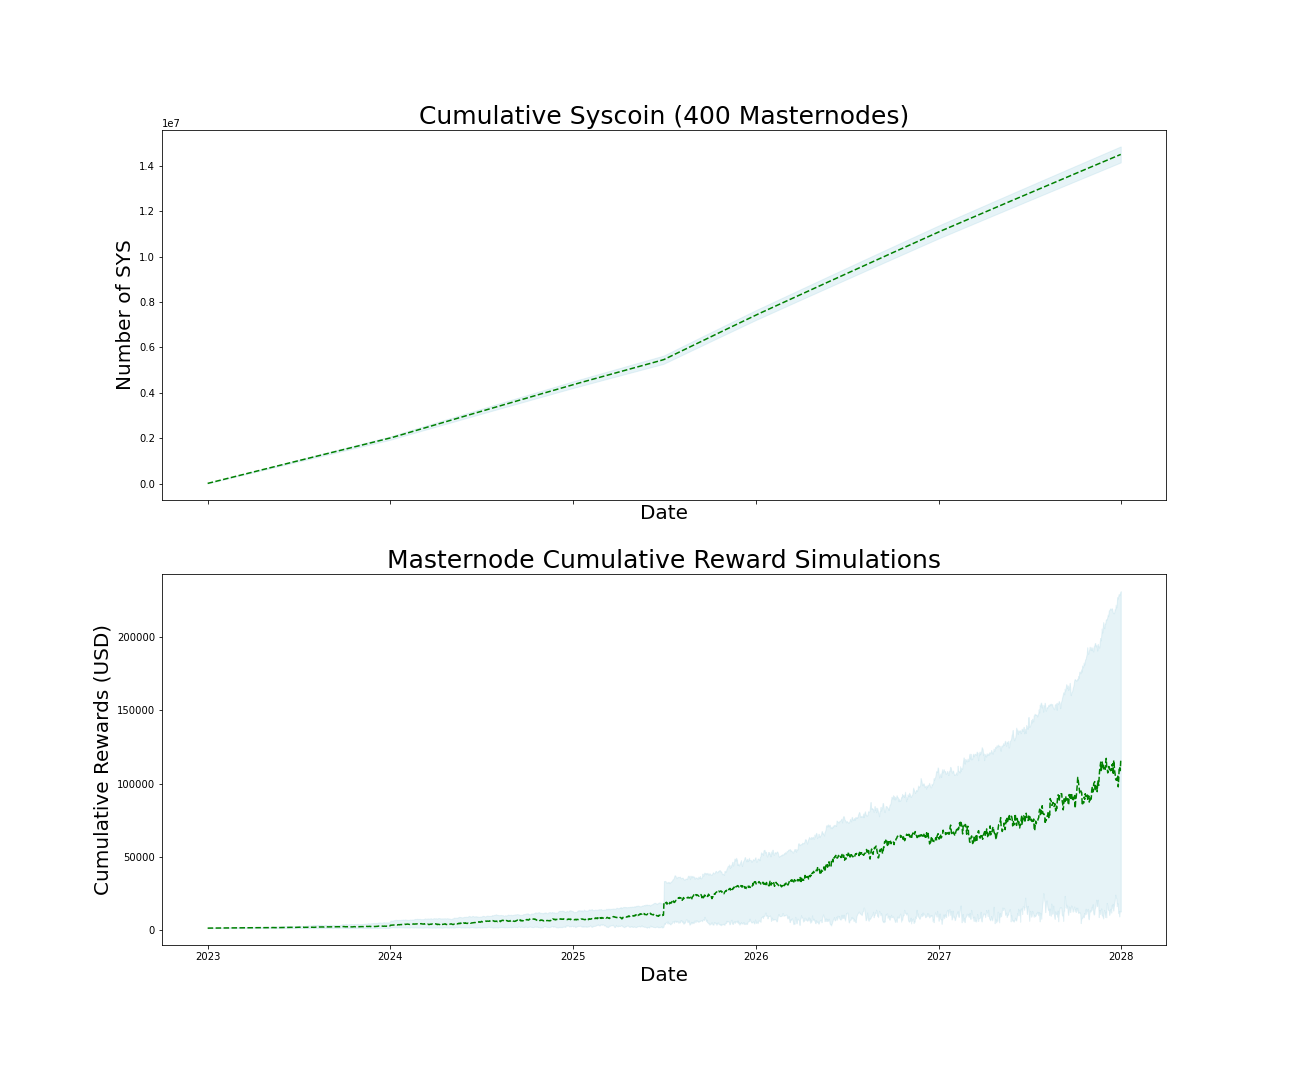 Cumulative Syscoin (400 Masternodes)
1e7
1.4
1.2
1.0
0.8
0.6
0.4
0.2
0.0
Number of SYS
Date
Masternode Cumulative Reward Simulations
200000
150000
100000
50000
0
Cumulative Rewards (USD)
2023 2024 2025 2026 2027 2028
Date